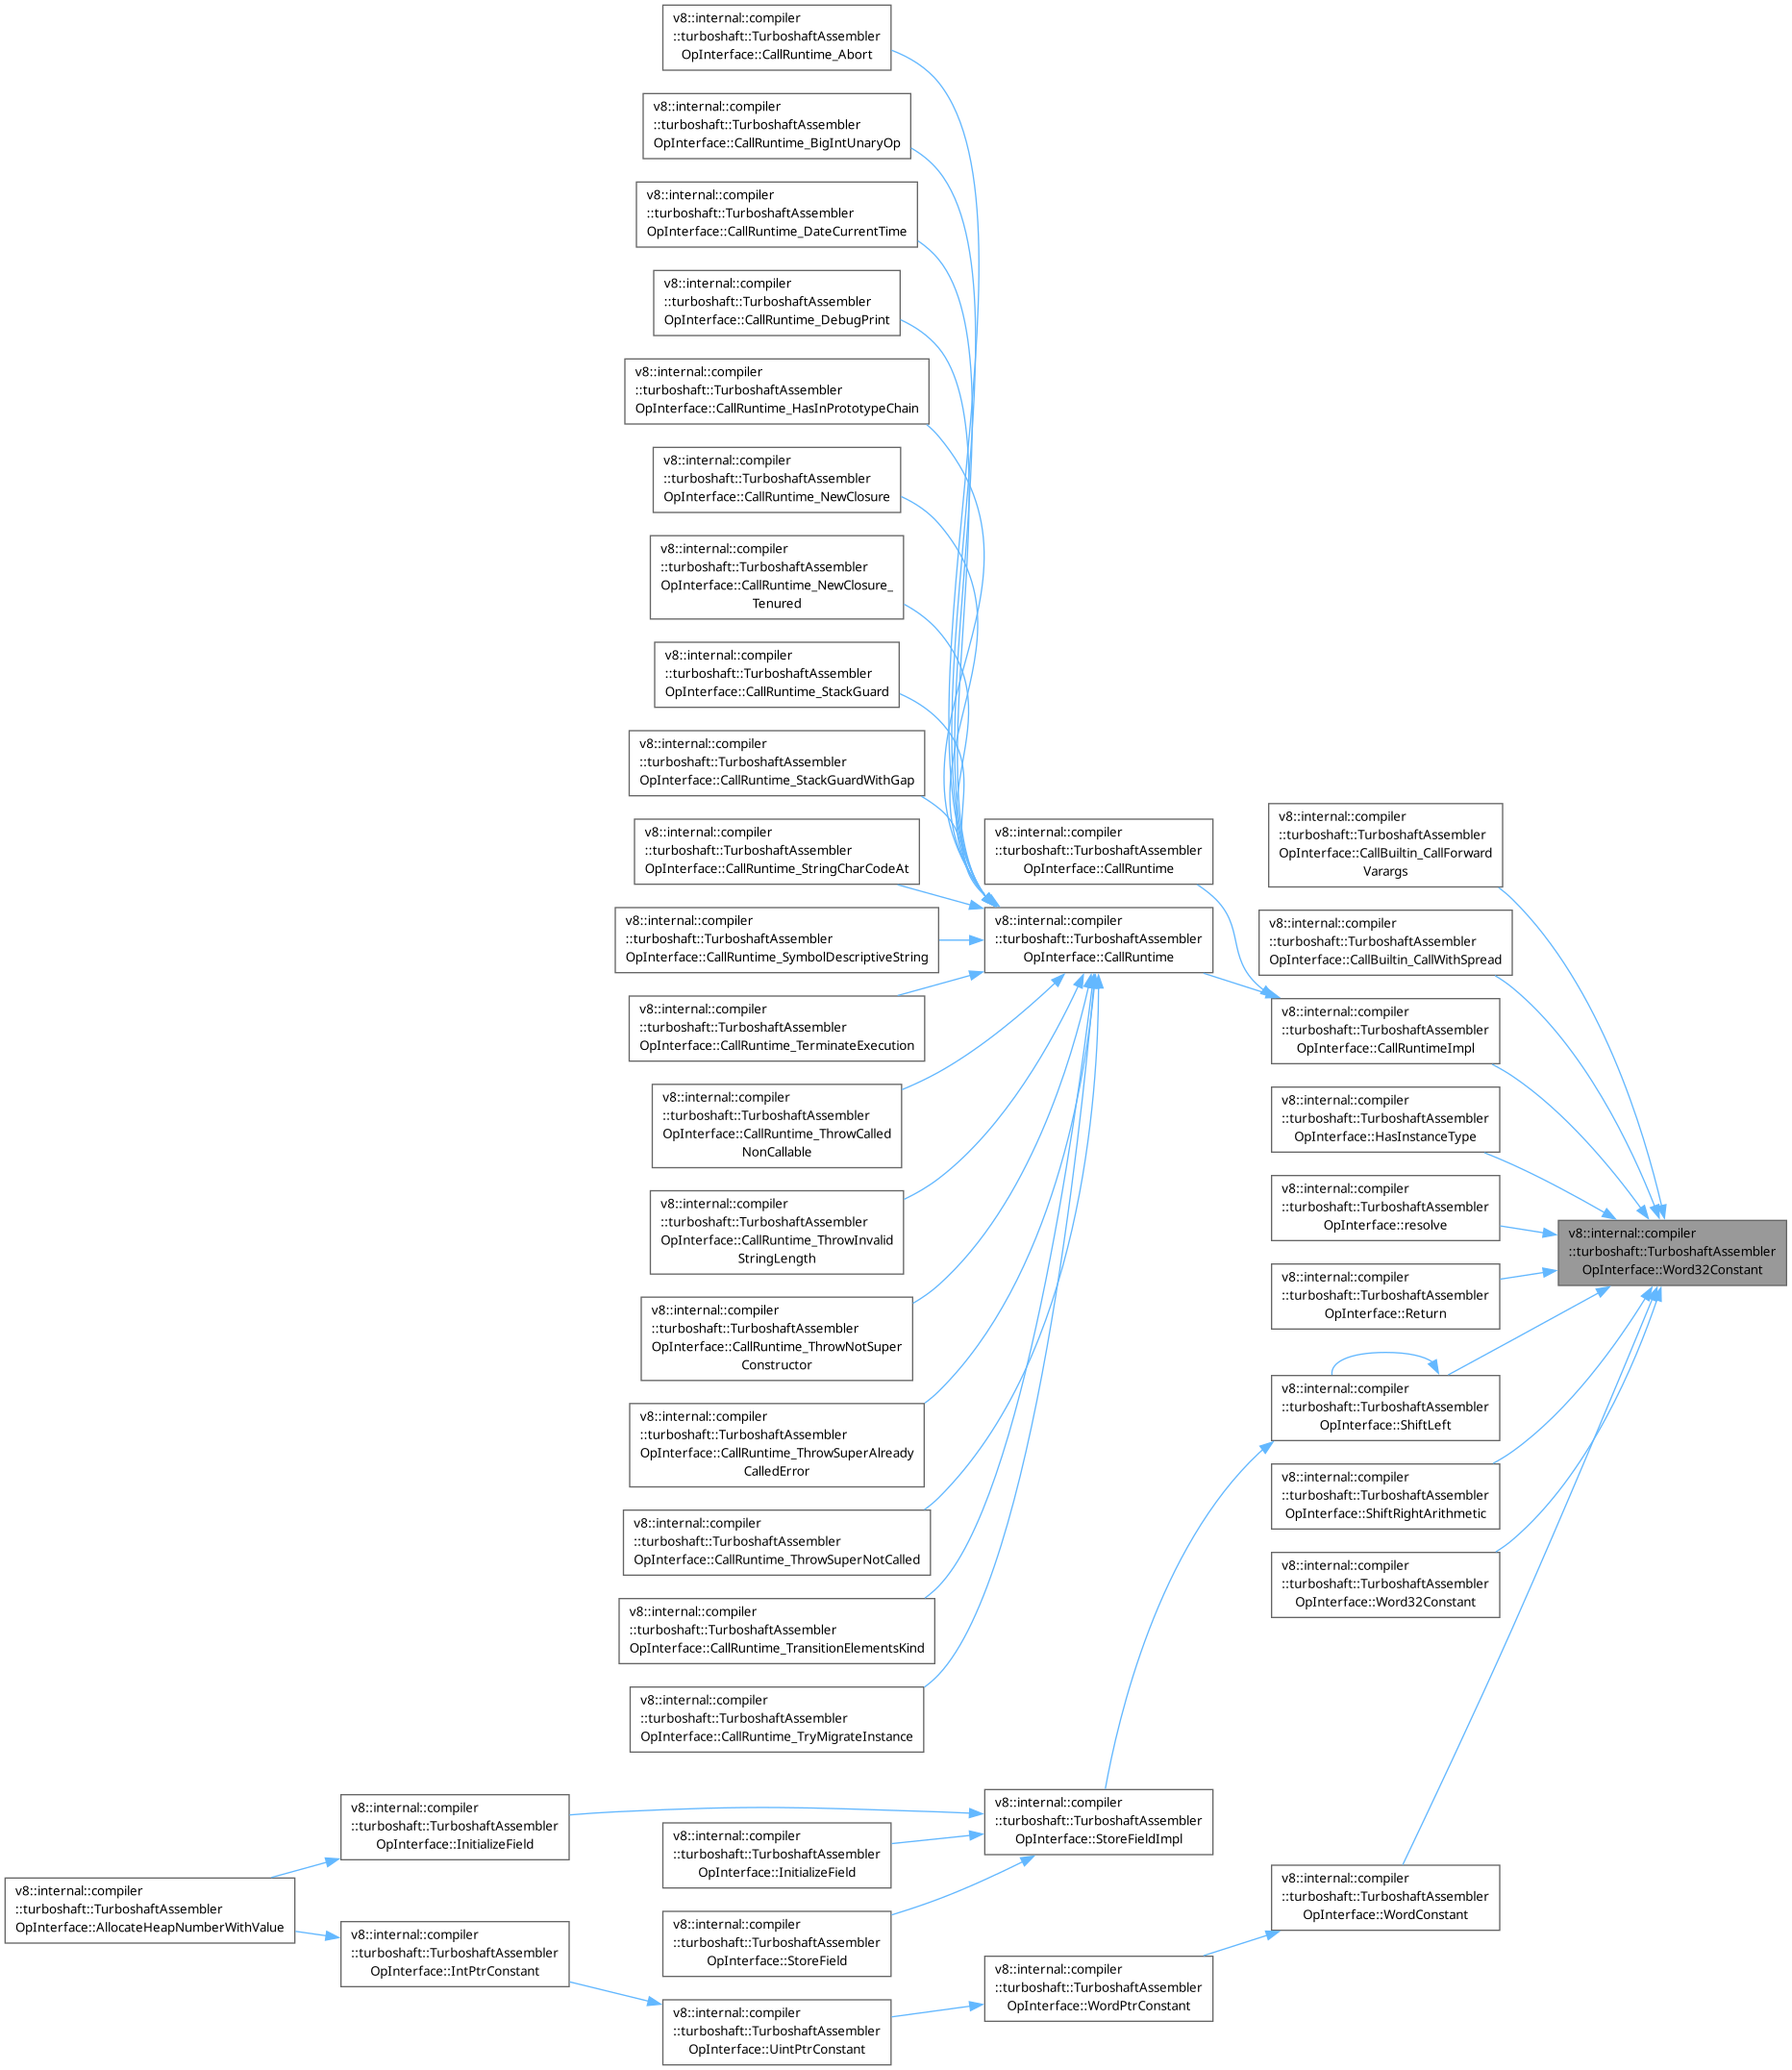 v8::internal::compiler
::turboshaft::TurboshaftAssembler
OpInterface::CallRuntime_Abort
v8::internal::compiler
::turboshaft::TurboshaftAssembler
OpInterface::CallRuntime_BigIntUnaryOp
v8::internal::compiler
::turboshaft::TurboshaftAssembler
OpInterface::CallRuntime_DateCurrentTime
v8::internal::compiler
::turboshaft::TurboshaftAssembler
OpInterface::CallRuntime_DebugPrint
v8::internal::compiler
::turboshaft::TurboshaftAssembler
OpInterface::CallRuntime_HasInPrototypeChain
v8::internal::compiler
::turboshaft::TurboshaftAssembler
OpInterface::CallRuntime_NewClosure
v8::internal::compiler
::turboshaft::TurboshaftAssembler
OpInterface::CallRuntime_NewClosure_
Tenured
v8::internal::compiler
::turboshaft::TurboshaftAssembler
OpInterface::CallRuntime_StackGuard
v8::internal::compiler
::turboshaft::TurboshaftAssembler
OpInterface::CallRuntime_StackGuardWithGap
v8::internal::compiler
::turboshaft::TurboshaftAssembler
OpInterface::CallRuntime_StringCharCodeAt
v8::internal::compiler
::turboshaft::TurboshaftAssembler
OpInterface::CallRuntime_SymbolDescriptiveString
v8::internal::compiler
::turboshaft::TurboshaftAssembler
OpInterface::CallRuntime_TerminateExecution
v8::internal::compiler
::turboshaft::TurboshaftAssembler
OpInterface::CallRuntime_ThrowCalled
NonCallable
v8::internal::compiler
::turboshaft::TurboshaftAssembler
OpInterface::CallRuntime_ThrowInvalid
StringLength
v8::internal::compiler
::turboshaft::TurboshaftAssembler
OpInterface::CallRuntime_ThrowNotSuper
Constructor
v8::internal::compiler
::turboshaft::TurboshaftAssembler
OpInterface::CallRuntime_ThrowSuperAlready
CalledError
v8::internal::compiler
::turboshaft::TurboshaftAssembler
OpInterface::CallRuntime_ThrowSuperNotCalled
v8::internal::compiler
::turboshaft::TurboshaftAssembler
OpInterface::CallRuntime_TransitionElementsKind
v8::internal::compiler
::turboshaft::TurboshaftAssembler
OpInterface::CallRuntime_TryMigrateInstance
v8::internal::compiler
::turboshaft::TurboshaftAssembler
OpInterface::CallRuntime
v8::internal::compiler
::turboshaft::TurboshaftAssembler
OpInterface::CallRuntime
v8::internal::compiler
::turboshaft::TurboshaftAssembler
OpInterface::CallBuiltin_CallForward
Varargs
v8::internal::compiler
::turboshaft::TurboshaftAssembler
OpInterface::CallBuiltin_CallWithSpread
v8::internal::compiler
::turboshaft::TurboshaftAssembler
OpInterface::CallRuntimeImpl
v8::internal::compiler
::turboshaft::TurboshaftAssembler
OpInterface::HasInstanceType
v8::internal::compiler
::turboshaft::TurboshaftAssembler
OpInterface::resolve
v8::internal::compiler
::turboshaft::TurboshaftAssembler
OpInterface::Return
v8::internal::compiler
::turboshaft::TurboshaftAssembler
OpInterface::ShiftLeft
v8::internal::compiler
::turboshaft::TurboshaftAssembler
OpInterface::ShiftRightArithmetic
v8::internal::compiler
::turboshaft::TurboshaftAssembler
OpInterface::Word32Constant
v8::internal::compiler
::turboshaft::TurboshaftAssembler
OpInterface::Word32Constant
v8::internal::compiler
::turboshaft::TurboshaftAssembler
OpInterface::WordConstant
v8::internal::compiler
::turboshaft::TurboshaftAssembler
OpInterface::StoreFieldImpl
v8::internal::compiler
::turboshaft::TurboshaftAssembler
OpInterface::WordPtrConstant
v8::internal::compiler
::turboshaft::TurboshaftAssembler
OpInterface::InitializeField
v8::internal::compiler
::turboshaft::TurboshaftAssembler
OpInterface::StoreField
v8::internal::compiler
::turboshaft::TurboshaftAssembler
OpInterface::UintPtrConstant
v8::internal::compiler
::turboshaft::TurboshaftAssembler
OpInterface::InitializeField
v8::internal::compiler
::turboshaft::TurboshaftAssembler
OpInterface::IntPtrConstant
v8::internal::compiler
::turboshaft::TurboshaftAssembler
OpInterface::AllocateHeapNumberWithValue